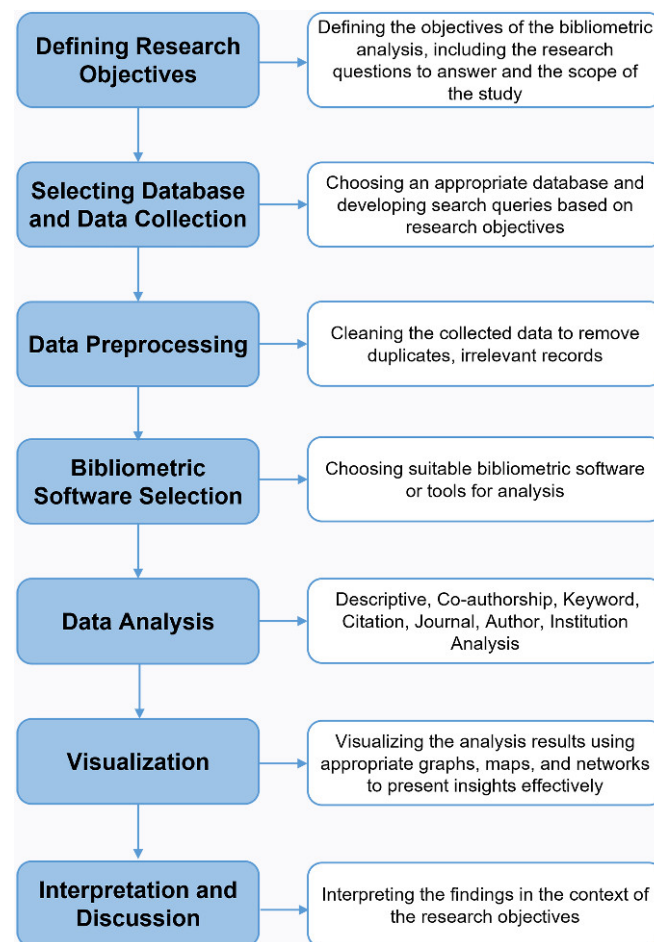 Defining Research
Objectives
Defining the objectives of the bibliometric
analysis, including the research
questions to answer and the scope of
the study
Selecting Database
and Data Collection
Choosing an appropriate database and
developing search queries based on
research objectives
Data Preprocessing
Cleaning the collected data to remove
duplicates, irrelevant records
Bibliometric
Software Selection
Choosing suitable bibliometric software
or tools for analysis
Data Analysis
Descriptive, Co-authorship, Keyword,
Citation, Journal, Author, Institution
Analysis
Visualization
Visualizing the analysis results using
appropriate graphs, maps, and networks
to present insights effectively
Interpretation and
Discussion
Interpreting the findings in the context of
the research objectives